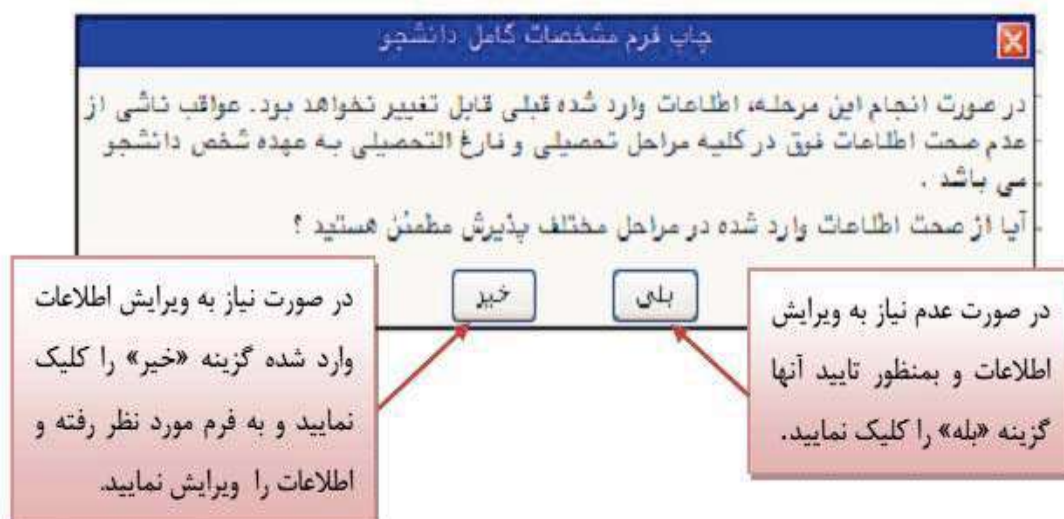 چاپ فرم مشخصات کامل دانشجو
در صورت انجام این مرحله، اطلاعات وارد شده قبلی قابل تغییر نخواهد بود. عواقب ناشی از
عدم صحت اطلاعات فوق در کلیه مراحل تحصیلی و فارغ التحصیلی به عهده شخص دانشجو
می باشد .
آیا از صحت اطلاعات وارد شده در مراحل مختلف پذیرش مطمئن هستید ؟
بلی
خیر
در صورت عدم نیاز به ویرایش
اطلاعات و بمنظور تایید آنها
گزینه «بله» را کلیک نمایید.
در صورت نیاز به ویرایش اطلاعات
وارد شده گزینه «خیر» را کلیک
نمایید و به فرم مورد نظر رفته و
اطلاعات را ویرایش نمایید.